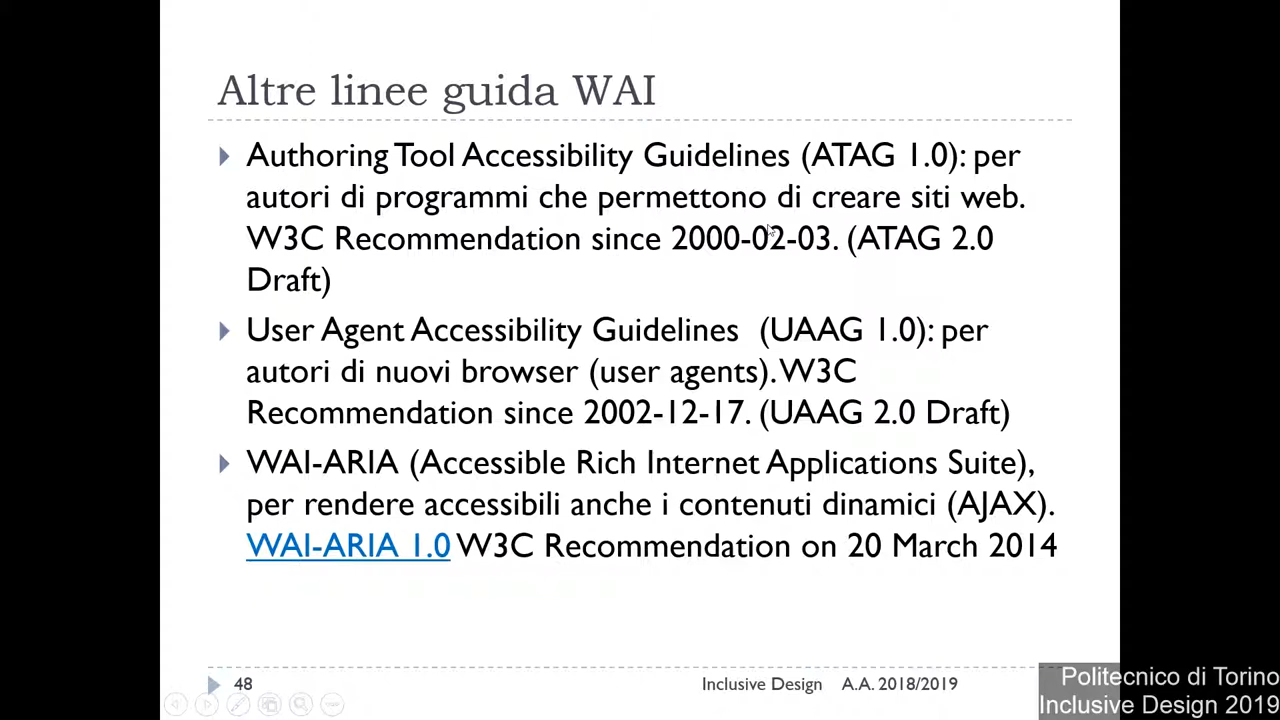 Altre linee guida WAI
Authoring Tool Accessibility Guidelines (ATAG 1.0): per
autori di programmi che permettono di creare siti web.
W3C Recommendation since 2000-02-03. (ATAG 2.0
Draft)
User Agent Accessibility Guidelines (UAAG 1.0): per
autori di nuovi browser (user agents). W3C
Recommendation since 2002-12-17. (UAAG 2.0 Draft)
WAI-ARIA (Accessible Rich Internet Applications Suite),
per rendere accessibili anche i contenuti dinamici (AJAX).
WAI-ARIA 1.0 W3C Recommendation on 20 March 2014
48 Inclusive Design A.A. 2018/2019
Politecnico di Torino
Inclusive Design 2019